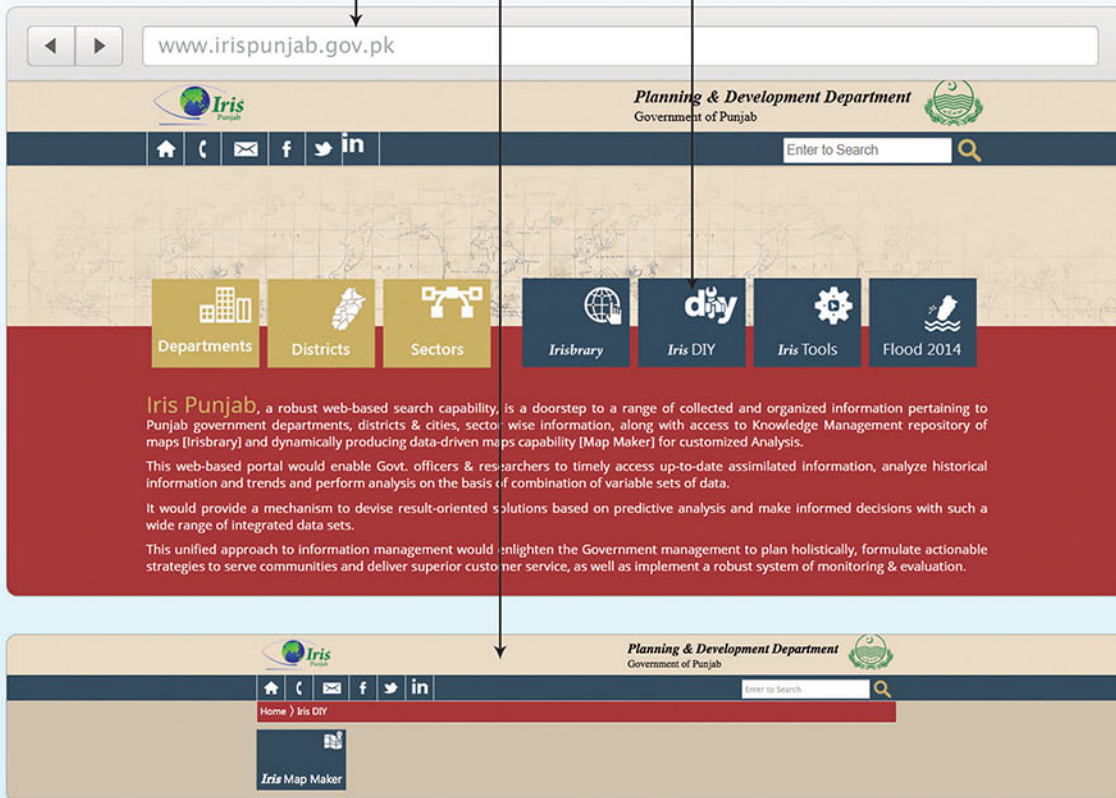 www.irispunjab.gov.pk
Iris
Punjab
Planning & Development Department
Government of Punjab
in
Enter to Search
Departments
Districts
Sectors
Irisbrary
diy
Iris DIY
Iris Tools
Flood 2014
Iris Punjab, a robust web-based search capability, is a doorstep to a range of collected and organized information pertaining to
Punjab government departments, districts & cities, sector wise information, along with access to Knowledge Management repository of
maps [Irisbrary] and dynamically producing data-driven maps capability [Map Maker] for customized Analysis.
This web-based portal would enable Govt. officers & researchers to timely access up-to-date assimilated information, analyze historical
information and trends and perform analysis on the basis of combination of variable sets of data.
It would provide a mechanism to devise result-oriented solutions based on predictive analysis and make informed decisions with such a
wide range of integrated data sets.
This unified approach to information management would enlighten the Government management to plan holistically, formulate actionable
strategies to serve communities and deliver superior customer service, as well as implement a robust system of monitoring & evaluation.
Iris
Punjab
Planning & Development Department
Government of Punjab
in
Enter to Search
Home 〉 Iris DIY
Iris Map Maker